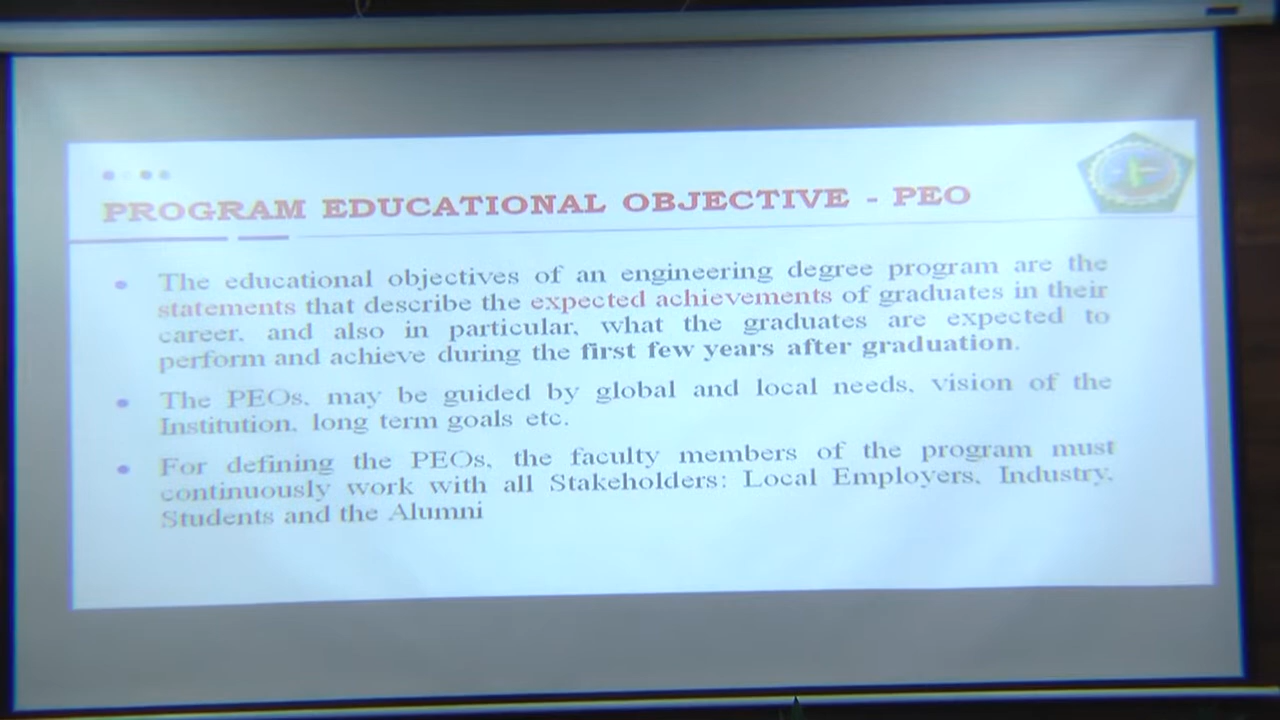 PROGRAM EDUCATIONAL OBJECTIVE - PEO
The educational objectives of an engineering degree program are the
statements that describe the expected achievements of graduates in their
career, and also in particular, what the graduates are expected to
perform and achieve during the first few years after graduation.
The PEOs, may be guided by global and local needs, vision of the
Institution, long term goals etc.
For defining the PEOs, the faculty members of the program must
continuously work with all Stakeholders: Local Employers, Industry,
Students and the Alumni